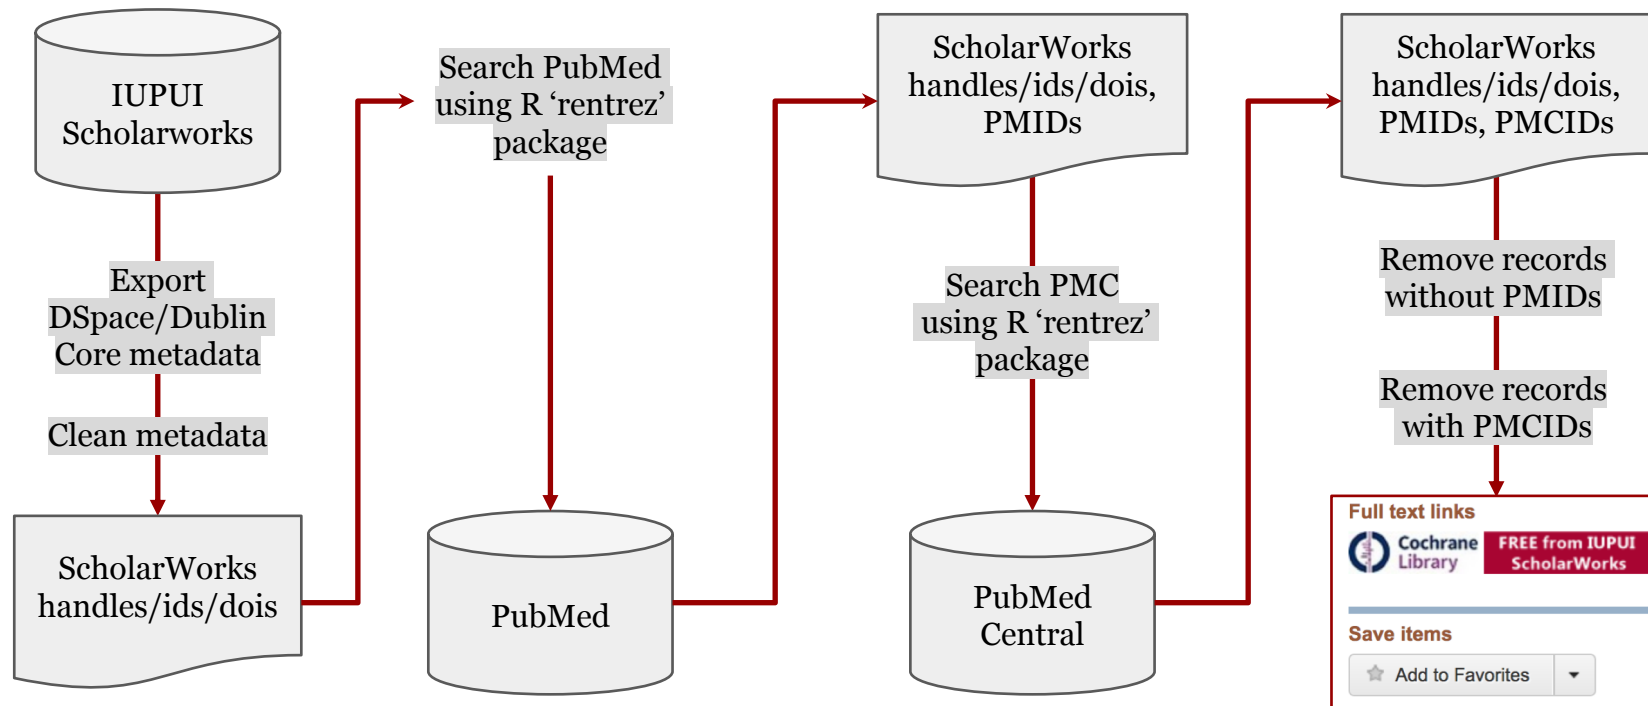 IUPUI
Scholarworks
Export
DSpace/Dublin
Core metadata
Clean metadata
ScholarWorks
handles/ids/dois
Search PubMed
using R ‘rentrez’
package
PubMed
ScholarWorks
handles/ids/dois,
PMIDs
Search PMC
using R ‘rentrez’
package
PubMed
Central
ScholarWorks
handles/ids/dois,
PMIDs, PMCIDs
Remove records
without PMIDs
Remove records
with PMCIDs
Full text links
Cochrane
Library
FREE from IUPUI
ScholarWorks
Save items
Add to Favorites